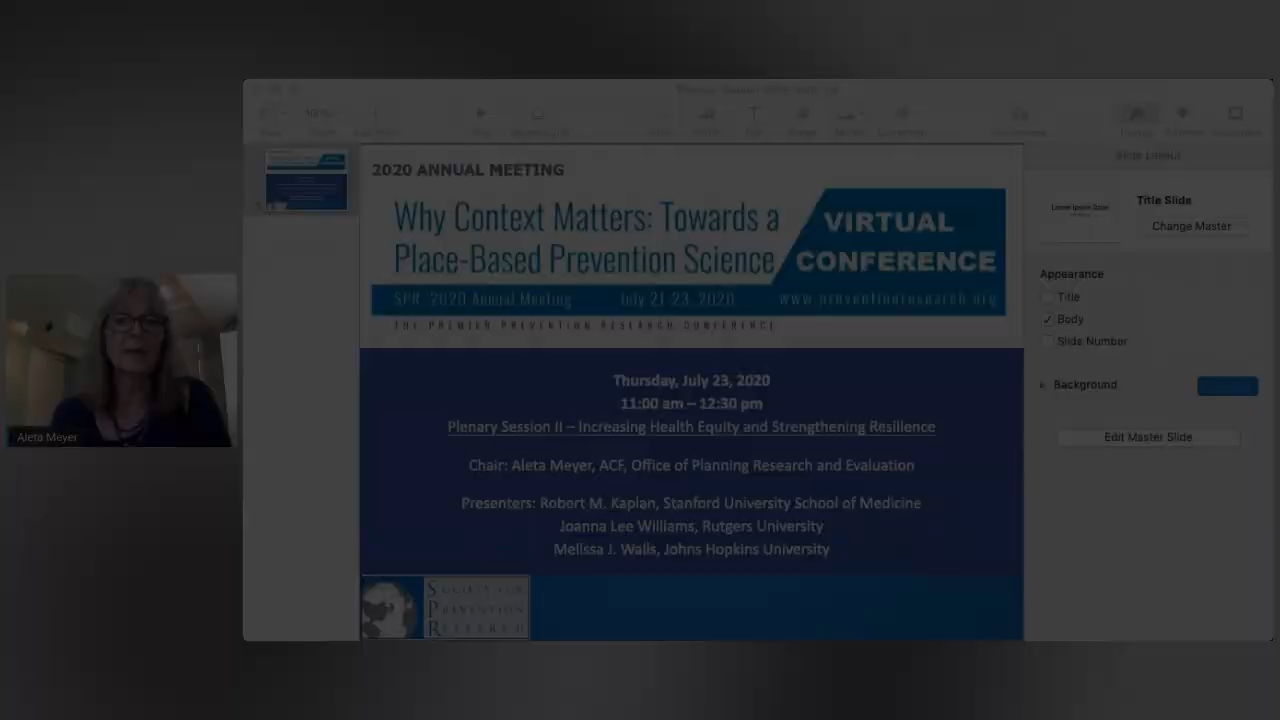 100%
2020 ANNUAL MEETING
Why Context Matters: Towards a
Place-Based Prevention Science
VIRTUAL
CONFERENCE
SPR 2020 Annual Meeting July 21-23, 2020 www.preventionresearch.org
THE PREMIER PREVENTION RESEARCH CONFERENCE
Thursday, July 23, 2020
11:00 am – 12:30 pm
Plenary Session II – Increasing Health Equity and Strengthening Resilience
Chair: Aleta Meyer, ACF, Office of Planning Research and Evaluation
Presenters: Robert M. Kaplan, Stanford University School of Medicine
Joanna Lee Williams, Rutgers University
Melissa J. Walls, Johns Hopkins University
SOCIETY FOR
PREVENTION
RESEARCH
Slide Layout
Title Slide
Change Master
Appearance
Title
Body
Slide Number
Background
Edit Master Slide
Aleta Meyer